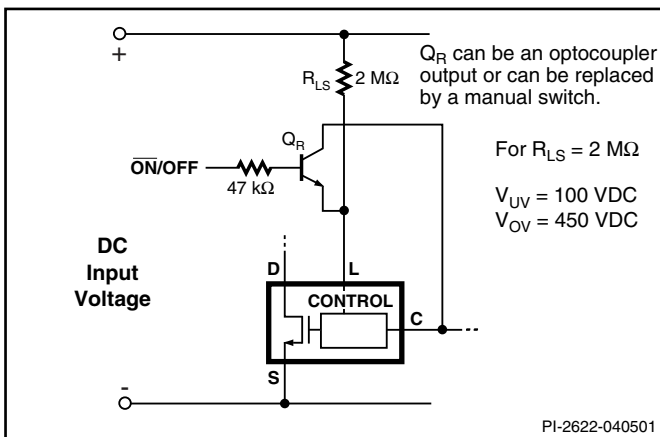 +
R_LS
2 MΩ
Q_R can be an optocoupler
output or can be replaced
by a manual switch.
Q_R
O̅N̅/OFF
47 kΩ
For R_LS = 2 MΩ
V_UV = 100 VDC
V_OV = 450 VDC
DC
Input
Voltage
D
L
CONTROL
C
S
-
PI-2622-040501